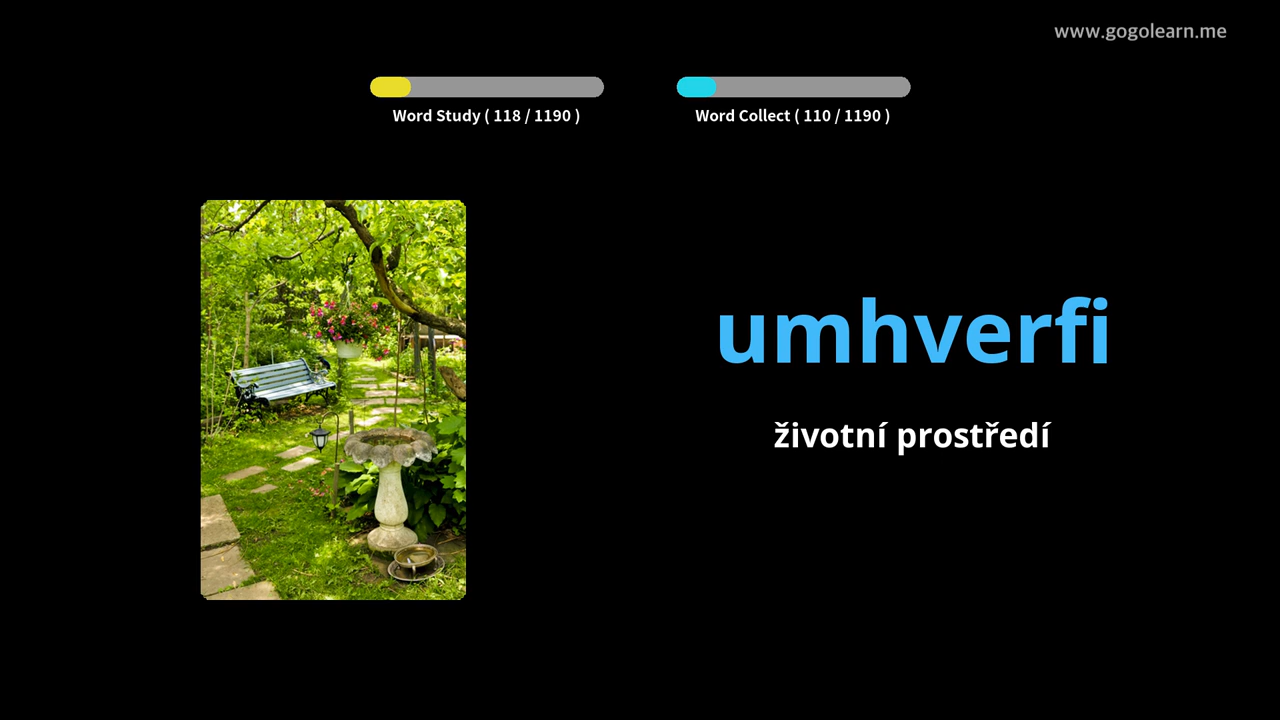 www.gogolearn.me
Word Study ( 118 / 1190 )
Word Collect ( 110 / 1190 )
umhverfi
životní prostředí